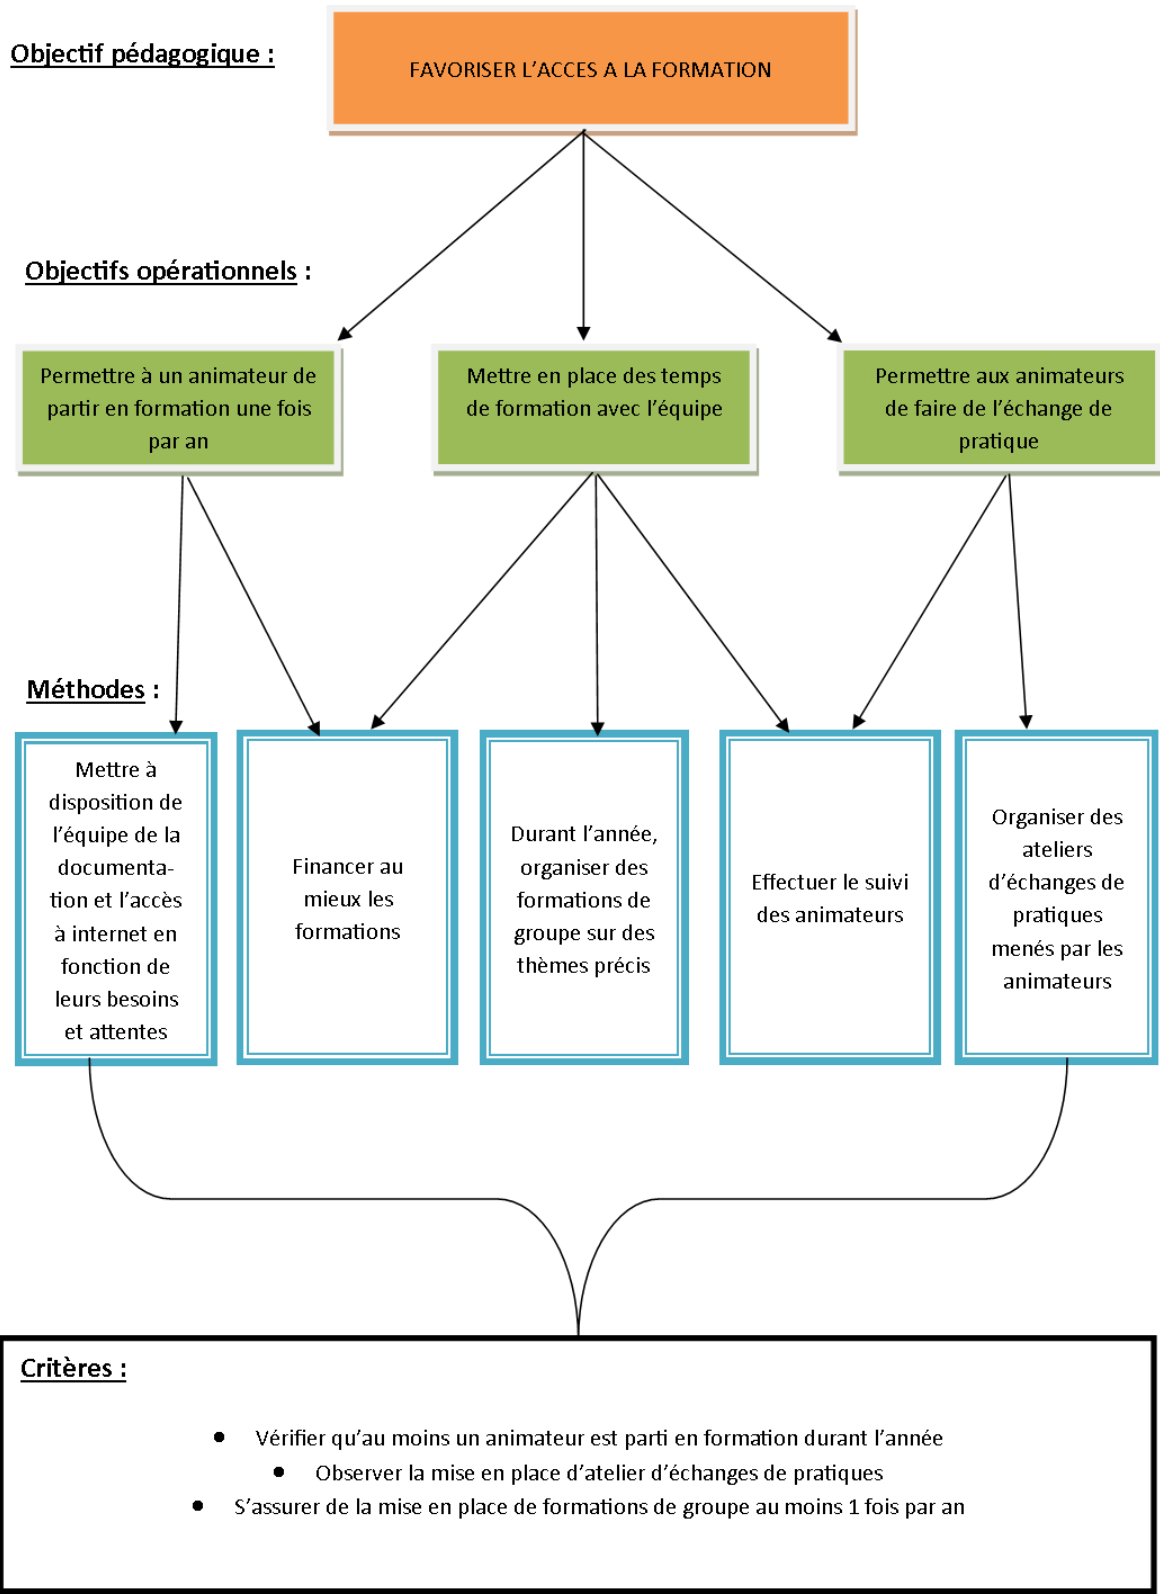 Objectif pédagogique :
FAVORISER L’ACCES A LA FORMATION
Objectifs opérationnels :
Permettre à un animateur de
partir en formation une fois
par an
Mettre en place des temps
de formation avec l’équipe
Permettre aux animateurs
de faire de l’échange de
pratique
Méthodes :
Mettre à
disposition de
l’équipe de la
documenta-
tion et l’accès
à internet en
fonction de
leurs besoins
et attentes
Financer au
mieux les
formations
Durant l’année,
organiser des
formations de
groupe sur des
thèmes précis
Effectuer le suivi
des animateurs
Organiser des
ateliers
d’échanges de
pratiques
menés par les
animateurs
Critères :
● Vérifier qu’au moins un animateur est parti en formation durant l’année
● Observer la mise en place d’atelier d’échanges de pratiques
● S’assurer de la mise en place de formations de groupe au moins 1 fois par an